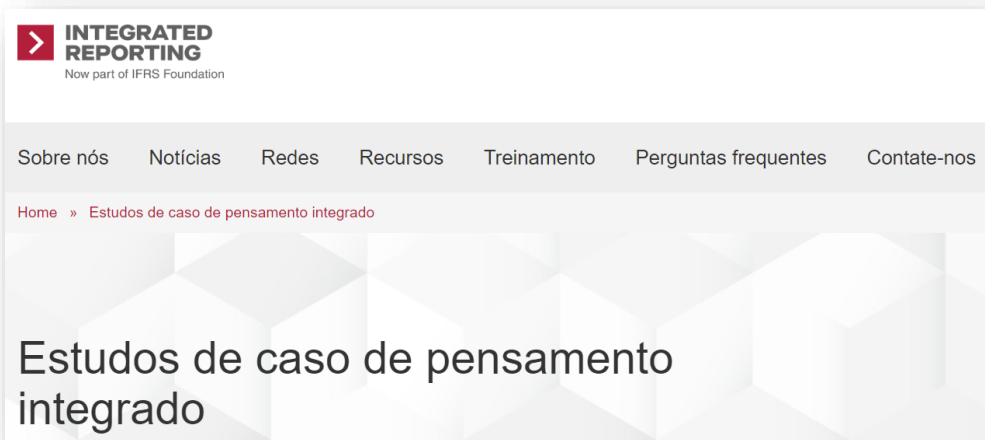 INTEGRATED
REPORTING
Now part of IFRS Foundation
Sobre nós Notícias Redes Recursos Treinamento Perguntas frequentes Contate-nos
Home » Estudos de caso de pensamento integrado
Estudos de caso de pensamento
integrado